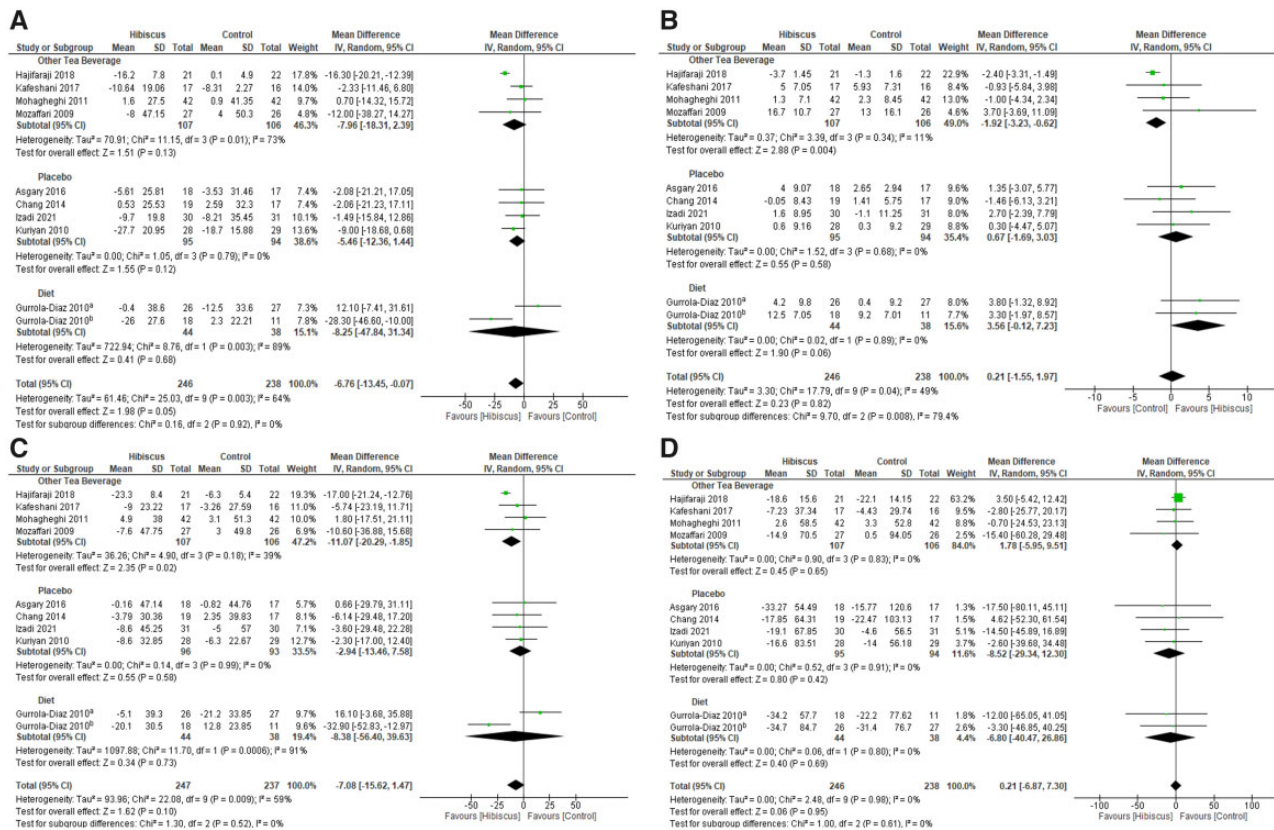 A
Hibiscus Control Mean Difference Mean Difference
Study or Subgroup Mean SD Total Mean SD Total Weight IV, Random, 95% CI IV, Random, 95% CI
Other Tea Beverage
Hajifaraji 2018 -16.2 7.8 21 0.1 4.9 22 17.8% -16.30 [-20.21, -12.39]
Kafeshani 2017 -10.64 19.06 17 -8.31 2.27 16 14.6% -2.33 [-11.46, 6.80]
Mohagheghi 2011 1.6 27.5 42 0.9 41.35 42 9.9% 0.70 [-14.32, 15.72]
Mozaffari 2009 -8 47.15 27 4 50.3 26 4.0% -12.00 [-38.27, 14.27]
Subtotal (95% CI) 107 106 46.3% -7.96 [-18.31, 2.39]
Heterogeneity: Tau² = 70.91; Chi² = 11.15, df = 3 (P = 0.01); I² = 73%
Test for overall effect: Z = 1.51 (P = 0.13)
Placebo
Asgary 2016 -5.61 25.81 18 -3.53 31.46 17 7.4% -2.08 [-21.21, 17.05]
Chang 2014 0.53 25.53 19 2.59 32.3 17 7.4% -2.06 [-21.23, 17.11]
Izadi 2021 -9.7 19.8 30 -8.21 35.45 31 10.4% -1.49 [-15.84, 12.86]
Kuriyan 2010 -27.7 20.95 28 -18.7 15.88 29 13.4% -9.00 [-18.68, 0.68]
Subtotal (95% CI) 95 94 38.6% -5.46 [-12.36, 1.44]
Heterogeneity: Tau² = 0.00; Chi² = 1.05, df = 3 (P = 0.79); I² = 0%
Test for overall effect: Z = 1.55 (P = 0.12)
Diet
Gurrola-Diaz 2010ª -0.4 38.6 26 -12.5 33.6 27 7.3% 12.10 [-7.41, 31.61]
Gurrola-Diaz 2010ᵇ -26 27.6 18 2.3 22.21 11 7.9% -28.30 [-46.60, -10.00]
Subtotal (95% CI) 44 38 15.1% -8.25 [-47.84, 31.34]
Heterogeneity: Tau² = 722.94; Chi² = 8.76, df = 1 (P = 0.003); I² = 89%
Test for overall effect: Z = 0.41 (P = 0.68)
Total (95% CI) 246 238 100.0% -6.76 [-13.45, -0.07]
Heterogeneity: Tau² = 61.46; Chi² = 25.03, df = 9 (P = 0.003); I² = 64%
Test for overall effect: Z = 1.98 (P = 0.05)
Test for subgroup differences: Chi² = 0.16, df = 2 (P = 0.92), I² = 0%
-50 -25 0 25 50
Favours [Hibiscus] Favours [Control]
B
Hibiscus Control Mean Difference Mean Difference
Study or Subgroup Mean SD Total Mean SD Total Weight IV, Random, 95% CI IV, Random, 95% CI
Other Tea Beverage
Hajifaraji 2018 -3.7 1.45 21 -1.3 1.6 22 22.9% -2.40 [-3.31, -1.49]
Kafeshani 2017 5 7.05 17 5.93 7.31 16 8.4% -0.93 [-5.84, 3.98]
Mohagheghi 2011 1.3 7.1 42 2.3 8.45 42 13.2% -1.00 [-4.34, 2.34]
Mozaffari 2009 16.7 10.7 27 13 16.1 26 4.5% 3.70 [-3.69, 11.09]
Subtotal (95% CI) 107 106 49.0% -1.92 [-3.23, -0.62]
Heterogeneity: Tau² = 0.37; Chi² = 3.39, df = 3 (P = 0.34); I² = 11%
Test for overall effect: Z = 2.88 (P = 0.004)
Placebo
Asgary 2016 4 9.07 18 2.65 2.94 17 9.6% 1.35 [-3.07, 5.77]
Chang 2014 -0.05 8.43 19 1.41 5.75 17 9.1% -1.46 [-6.13, 3.21]
Izadi 2021 1.6 8.95 30 -1.1 11.25 31 8.0% 2.70 [-2.39, 7.79]
Kuriyan 2010 0.6 9.16 28 0.3 9.2 29 8.7% 0.30 [-4.47, 5.07]
Subtotal (95% CI) 95 94 35.4% 0.67 [-1.69, 3.03]
Heterogeneity: Tau² = 0.00; Chi² = 1.52, df = 3 (P = 0.68); I² = 0%
Test for overall effect: Z = 0.55 (P = 0.58)
Diet
Gurrola-Diaz 2010ª 4.2 9.8 26 0.4 9.2 27 7.9% 3.80 [-1.32, 8.92]
Gurrola-Diaz 2010ᵇ 12.5 7.05 18 9.2 7.01 11 7.7% 3.30 [-1.97, 8.57]
Subtotal (95% CI) 44 38 15.6% 3.56 [-0.12, 7.23]
Heterogeneity: Tau² = 0.00; Chi² = 0.02, df = 1 (P = 0.89); I² = 0%
Test for overall effect: Z = 1.90 (P = 0.06)
Total (95% CI) 246 238 100.0% 0.21 [-1.55, 1.97]
Heterogeneity: Tau² = 3.30; Chi² = 17.79, df = 9 (P = 0.04); I² = 49%
Test for overall effect: Z = 0.23 (P = 0.82)
Test for subgroup differences: Chi² = 9.70, df = 2 (P = 0.008), I² = 79.4%
-10 -5 0 5 10
Favours [Control] Favours [Hibiscus]
C
Hibiscus Control Mean Difference Mean Difference
Study or Subgroup Mean SD Total Mean SD Total Weight IV, Random, 95% CI IV, Random, 95% CI
Other Tea Beverage
Hajifaraji 2018 -23.3 8.4 21 -6.3 5.4 22 19.3% -17.00 [-21.24, -12.76]
Kafeshani 2017 -9 23.22 17 -3.26 27.59 16 10.7% -5.74 [-23.19, 11.71]
Mohagheghi 2011 4.9 38 42 3.1 51.3 42 9.6% 1.80 [-17.51, 21.11]
Mozaffari 2009 -7.6 47.75 27 3 49.8 26 7.6% -10.60 [-36.88, 15.68]
Subtotal (95% CI) 107 106 47.2% -11.07 [-20.29, -1.85]
Heterogeneity: Tau² = 36.26; Chi² = 4.90, df = 3 (P = 0.18); I² = 39%
Test for overall effect: Z = 2.35 (P = 0.02)
Placebo
Asgary 2016 -0.16 47.14 18 -0.82 44.76 17 5.7% 0.66 [-29.79, 31.11]
Chang 2014 -3.79 30.36 19 2.35 39.83 17 8.1% -6.14 [-29.48, 17.20]
Izadi 2021 -8.6 45.25 31 -5 57 30 7.0% -3.60 [-29.48, 22.28]
Kuriyan 2010 -8.6 32.85 28 -6.3 22.67 29 12.7% -2.30 [-17.00, 12.40]
Subtotal (95% CI) 96 93 33.5% -2.94 [-13.46, 7.58]
Heterogeneity: Tau² = 0.00; Chi² = 0.14, df = 3 (P = 0.99); I² = 0%
Test for overall effect: Z = 0.55 (P = 0.58)
Diet
Gurrola-Diaz 2010ª -5.1 39.3 26 -21.2 33.85 27 9.8% 16.10 [-3.68, 35.88]
Gurrola-Diaz 2010ᵇ -20.1 30.5 18 12.8 23.85 11 9.6% -32.90 [-52.83, -12.97]
Subtotal (95% CI) 44 38 19.4% -8.38 [-56.40, 39.63]
Heterogeneity: Tau² = 1097.88; Chi² = 11.70, df = 1 (P = 0.0006); I² = 91%
Test for overall effect: Z = 0.34 (P = 0.73)
Total (95% CI) 247 237 100.0% -7.08 [-15.62, 1.47]
Heterogeneity: Tau² = 93.96; Chi² = 22.08, df = 9 (P = 0.009); I² = 59%
Test for overall effect: Z = 1.62 (P = 0.10)
Test for subgroup differences: Chi² = 1.30, df = 2 (P = 0.52), I² = 0%
-50 -25 0 25 50
Favours [Hibiscus] Favours [Control]
D
Hibiscus Control Mean Difference Mean Difference
Study or Subgroup Mean SD Total Mean SD Total Weight IV, Random, 95% CI IV, Random, 95% CI
Other Tea Beverage
Hajifaraji 2018 -18.6 15.6 21 -22.1 14.15 22 63.2% 3.50 [-5.42, 12.42]
Kafeshani 2017 -7.23 37.34 17 -4.43 29.74 16 9.5% -2.80 [-25.77, 20.17]
Mohagheghi 2011 2.6 58.5 42 3.3 52.8 42 8.8% -0.70 [-24.53, 23.13]
Mozaffari 2009 -14.9 70.5 27 0.5 94.05 26 2.5% -15.40 [-60.28, 29.48]
Subtotal (95% CI) 107 106 84.0% 1.78 [-5.95, 9.51]
Heterogeneity: Tau² = 0.00; Chi² = 0.90, df = 3 (P = 0.83); I² = 0%
Test for overall effect: Z = 0.45 (P = 0.65)
Placebo
Asgary 2016 -33.27 54.49 18 -15.77 120.6 17 1.3% -17.50 [-80.11, 45.11]
Chang 2014 -17.85 64.31 19 -22.47 103.13 17 1.5% 4.62 [-52.30, 61.54]
Izadi 2021 -19.1 67.85 30 -4.6 56.5 31 5.1% -14.50 [-45.89, 16.89]
Kuriyan 2010 -16.6 83.51 28 -14 56.18 29 3.7% -2.60 [-39.68, 34.48]
Subtotal (95% CI) 95 94 11.6% -8.52 [-29.34, 12.30]
Heterogeneity: Tau² = 0.00; Chi² = 0.52, df = 3 (P = 0.91); I² = 0%
Test for overall effect: Z = 0.80 (P = 0.42)
Diet
Gurrola-Diaz 2010ª -34.2 57.7 18 -22.2 77.62 11 1.8% -12.00 [-65.05, 41.05]
Gurrola-Diaz 2010ᵇ -34.7 84.7 26 -31.4 76.7 27 2.7% -3.30 [-46.85, 40.25]
Subtotal (95% CI) 44 38 4.4% -6.80 [-40.47, 26.86]
Heterogeneity: Tau² = 0.00; Chi² = 0.06, df = 1 (P = 0.80); I² = 0%
Test for overall effect: Z = 0.40 (P = 0.69)
Total (95% CI) 246 238 100.0% 0.21 [-6.87, 7.30]
Heterogeneity: Tau² = 0.00; Chi² = 2.48, df = 9 (P = 0.98); I² = 0%
Test for overall effect: Z = 0.06 (P = 0.95)
Test for subgroup differences: Chi² = 1.00, df = 2 (P = 0.61), I² = 0%
-100 -50 0 50 100
Favours [Hibiscus] Favours [Control]